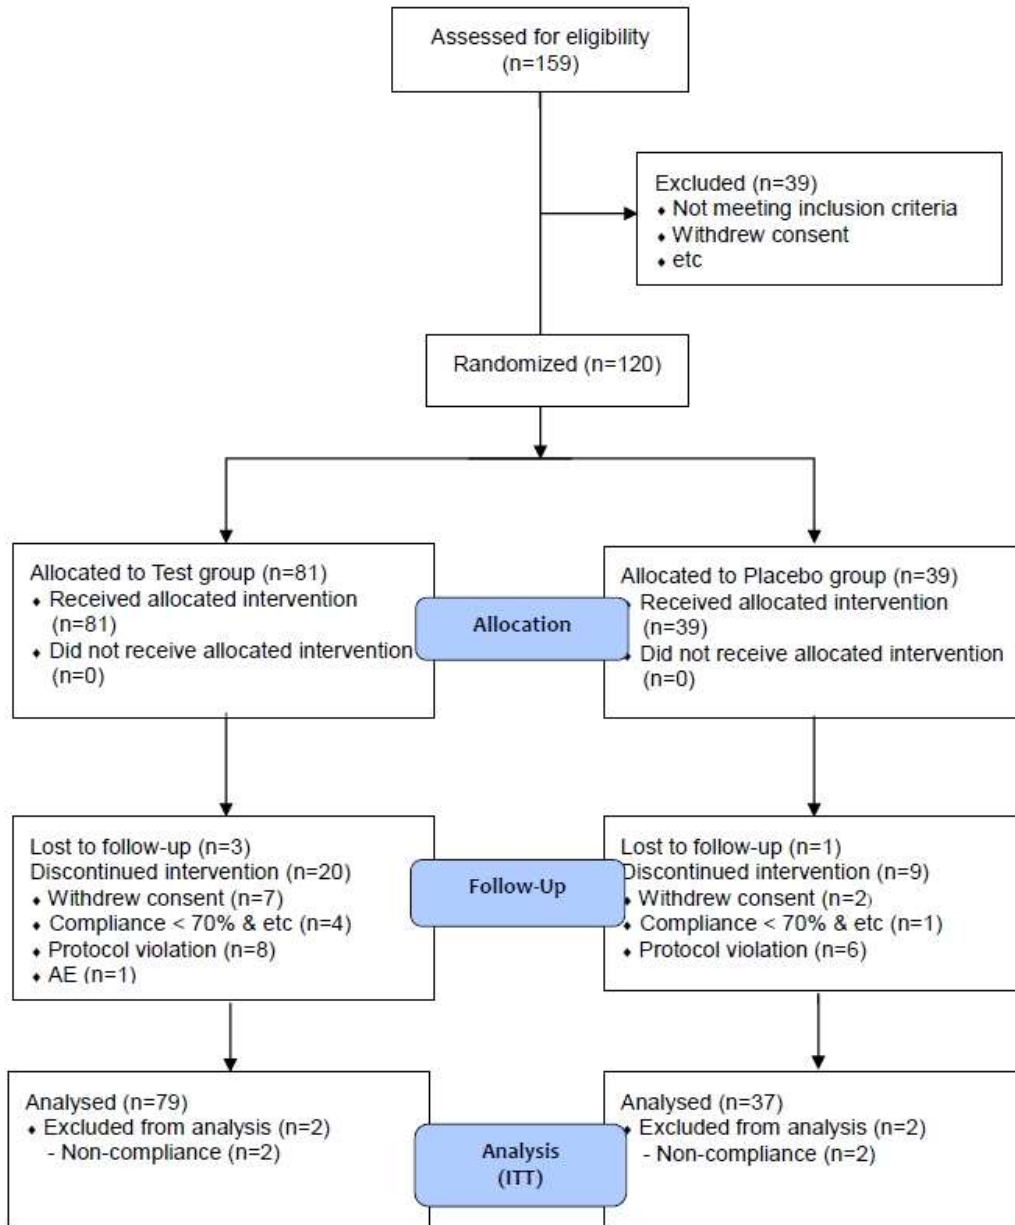 Assessed for eligibility
(n=159)
Excluded (n=39)
⬧ Not meeting inclusion criteria
⬧ Withdrew consent
⬧ etc
Randomized (n=120)
Allocated to Test group (n=81)
⬧ Received allocated intervention
(n=81)
⬧ Did not receive allocated intervention
(n=0)
Allocation
Allocated to Placebo group (n=39)
⬧ Received allocated intervention
(n=39)
⬧ Did not receive allocated intervention
(n=0)
Lost to follow-up (n=3)
Discontinued intervention (n=20)
⬧ Withdrew consent (n=7)
⬧ Compliance < 70% & etc (n=4)
⬧ Protocol violation (n=8)
⬧ AE (n=1)
Follow-Up
Lost to follow-up (n=1)
Discontinued intervention (n=9)
⬧ Withdrew consent (n=2)
⬧ Compliance < 70% & etc (n=1)
⬧ Protocol violation (n=6)
Analysed (n=79)
⬧ Excluded from analysis (n=2)
- Non-compliance (n=2)
Analysis
(ITT)
Analysed (n=37)
⬧ Excluded from analysis (n=2)
- Non-compliance (n=2)